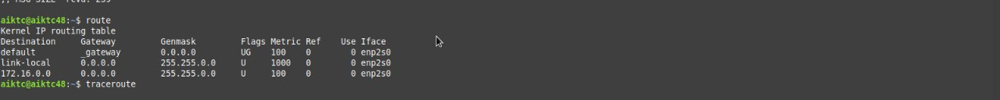 ;; MSG SIZE  rcvd: 239
aiktc@aiktc48:~$ route
Kernel IP routing table
Destination     Gateway         Genmask         Flags Metric Ref    Use Iface
default         _gateway        0.0.0.0         UG    100    0        0 enp2s0
link-local      0.0.0.0         255.255.0.0     U     1000   0        0 enp2s0
172.16.0.0      0.0.0.0         255.255.0.0     U     100    0        0 enp2s0
aiktc@aiktc48:~$ traceroute